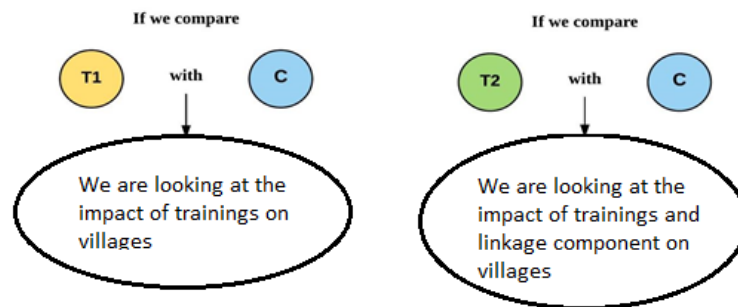 If we compare
T1 with C
We are looking at the
impact of trainings on
villages
If we compare
T2 with C
We are looking at the
impact of trainings and
linkage component on
villages